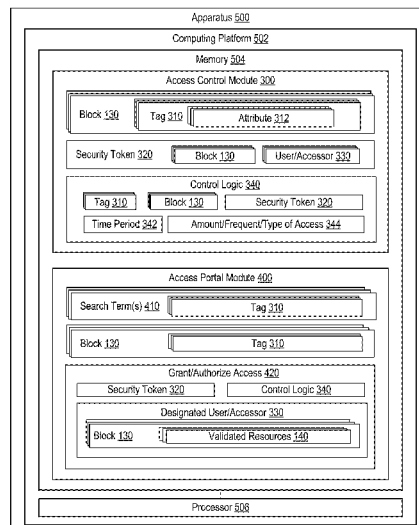 Apparatus 500
Computing Platform 502
Memory 504
Access Control Module 300
Block 130 Tag 310 Attribute 312
Security Token 320 Block 130 User/Accessor 330
Control Logic 340
Tag 310 Block 130 Security Token 320
Time Period 342 Amount/Frequent/Type of Access 344
Access Portal Module 400
Search Term(s) 410 Tag 310
Block 130 Tag 310
Grant/Authorize Access 420
Security Token 320 Control Logic 340
Designated User/Accessor 330
Block 130 Validated Resources 140
Processor 506